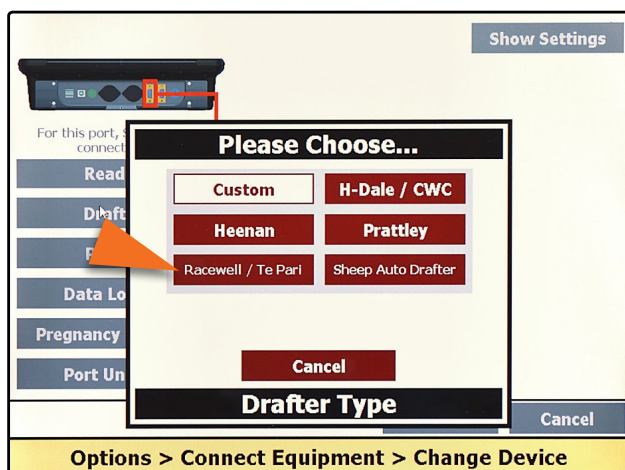 Show Settings
For this port, S
connect
Read
Draft
P
Please Choose...
Custom
H-Dale / CWC
Heenan
Prattley
Racewell / Te Pari
Sheep Auto Drafter
Cancel
Drafter Type
Data Lo
Pregnancy
Port Un
Cancel
Options > Connect Equipment > Change Device